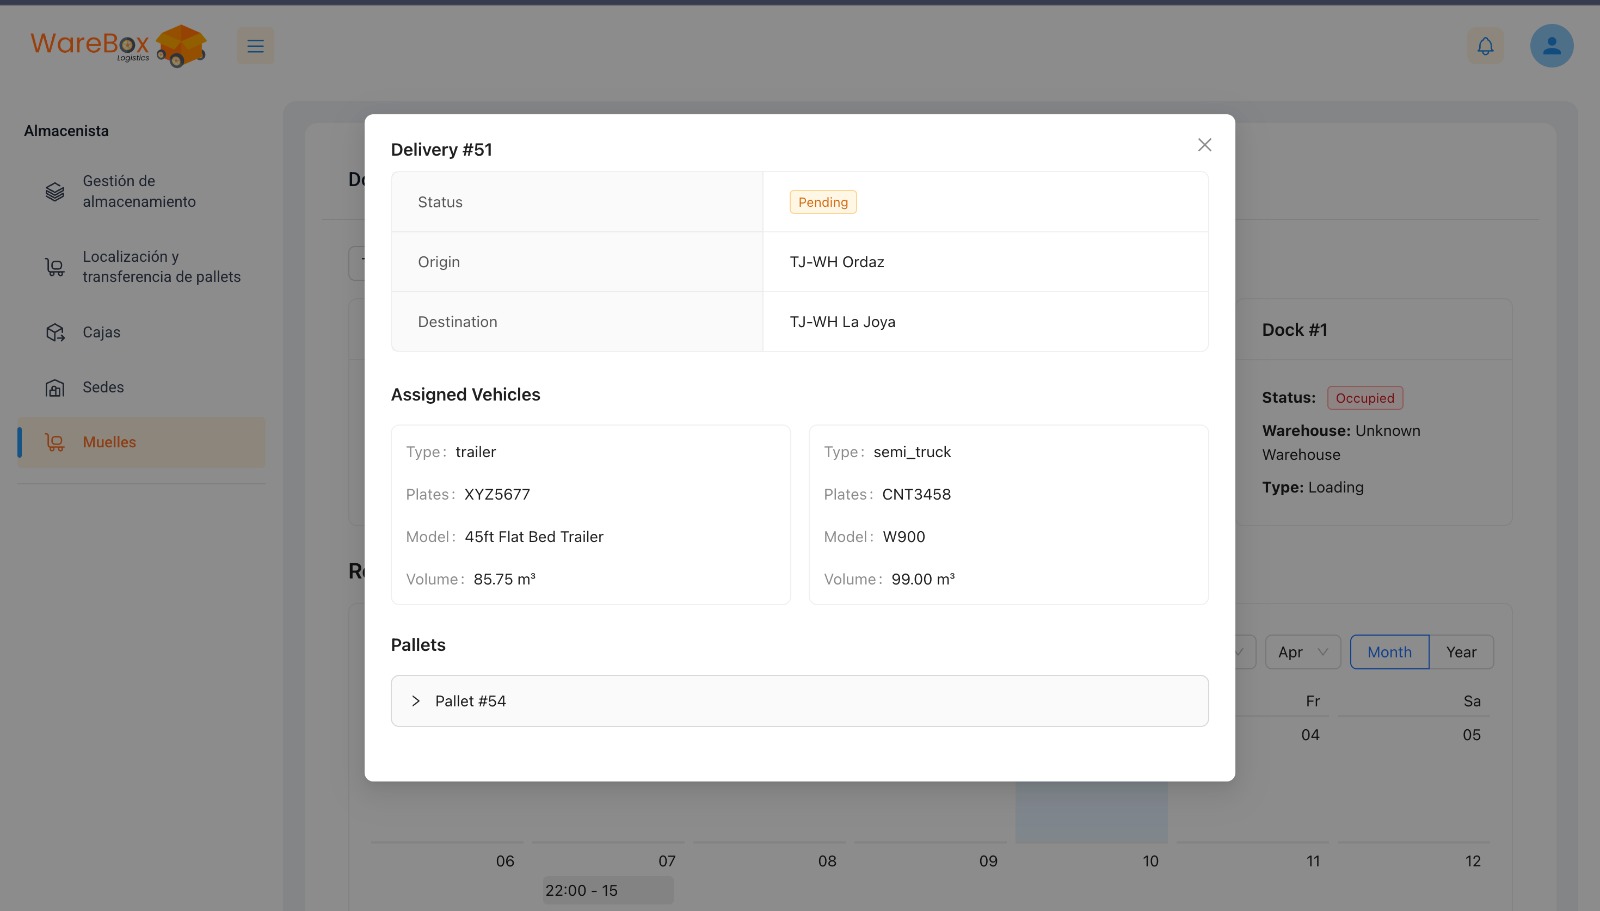 WareBox
Logistics
Almacenista
Gestión de
almacenamiento
Localización y
transferencia de pallets
Cajas
Sedes
Muelles
Delivery #51
Status
Pending
Origin
TJ-WH Ordaz
Destination
TJ-WH La Joya
Assigned Vehicles
Type: trailer
Plates: XYZ5677
Model: 45ft Flat Bed Trailer
Volume: 85.75 m³
Type: semi_truck
Plates: CNT3458
Model: W900
Volume: 99.00 m³
Pallets
Pallet #54
Dock #1
Status: Occupied
Warehouse: Unknown
Warehouse
Type: Loading
Apr
Month
Year
Fr
Sa
04
05
06
07
08
09
10
11
12
22:00 - 15